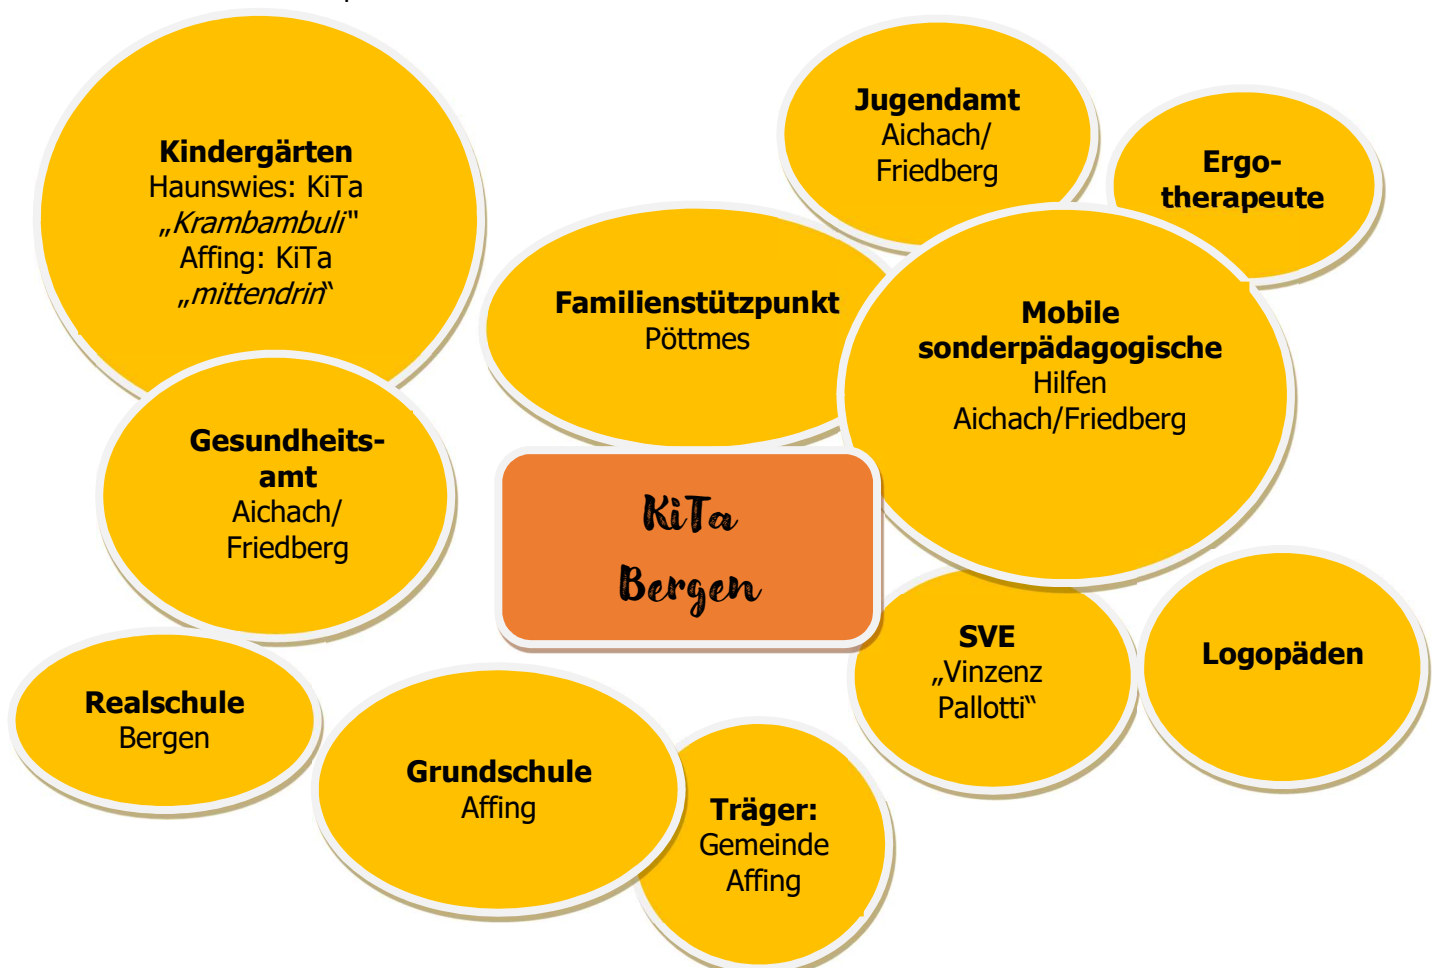 Kindergärten
Haunswies: KiTa
„Krambambuli“
Affing: KiTa
„mittendrin“
Jugendamt
Aichach/
Friedberg
Ergo-
therapeute
Familienstützpunkt
Pöttmes
Mobile
sonderpädagogische
Hilfen
Aichach/Friedberg
Gesundheits-
amt
Aichach/
Friedberg
KiTa
Bergen
SVE
„Vinzenz
Pallotti“
Logopäden
Realschule
Bergen
Grundschule
Affing
Träger:
Gemeinde
Affing